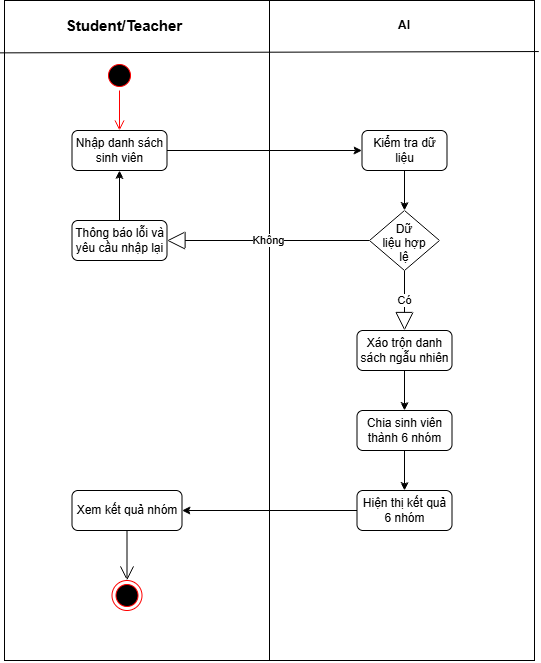 Student/Teacher
AI
Nhập danh sách
sinh viên
Kiểm tra dữ
liệu
Thông báo lỗi và
yêu cầu nhập lại
Không
Dữ
liệu hợp
lệ
Có
Xáo trộn danh
sách ngẫu nhiên
Chia sinh viên
thành 6 nhóm
Xem kết quả nhóm
Hiện thị kết quả
6 nhóm